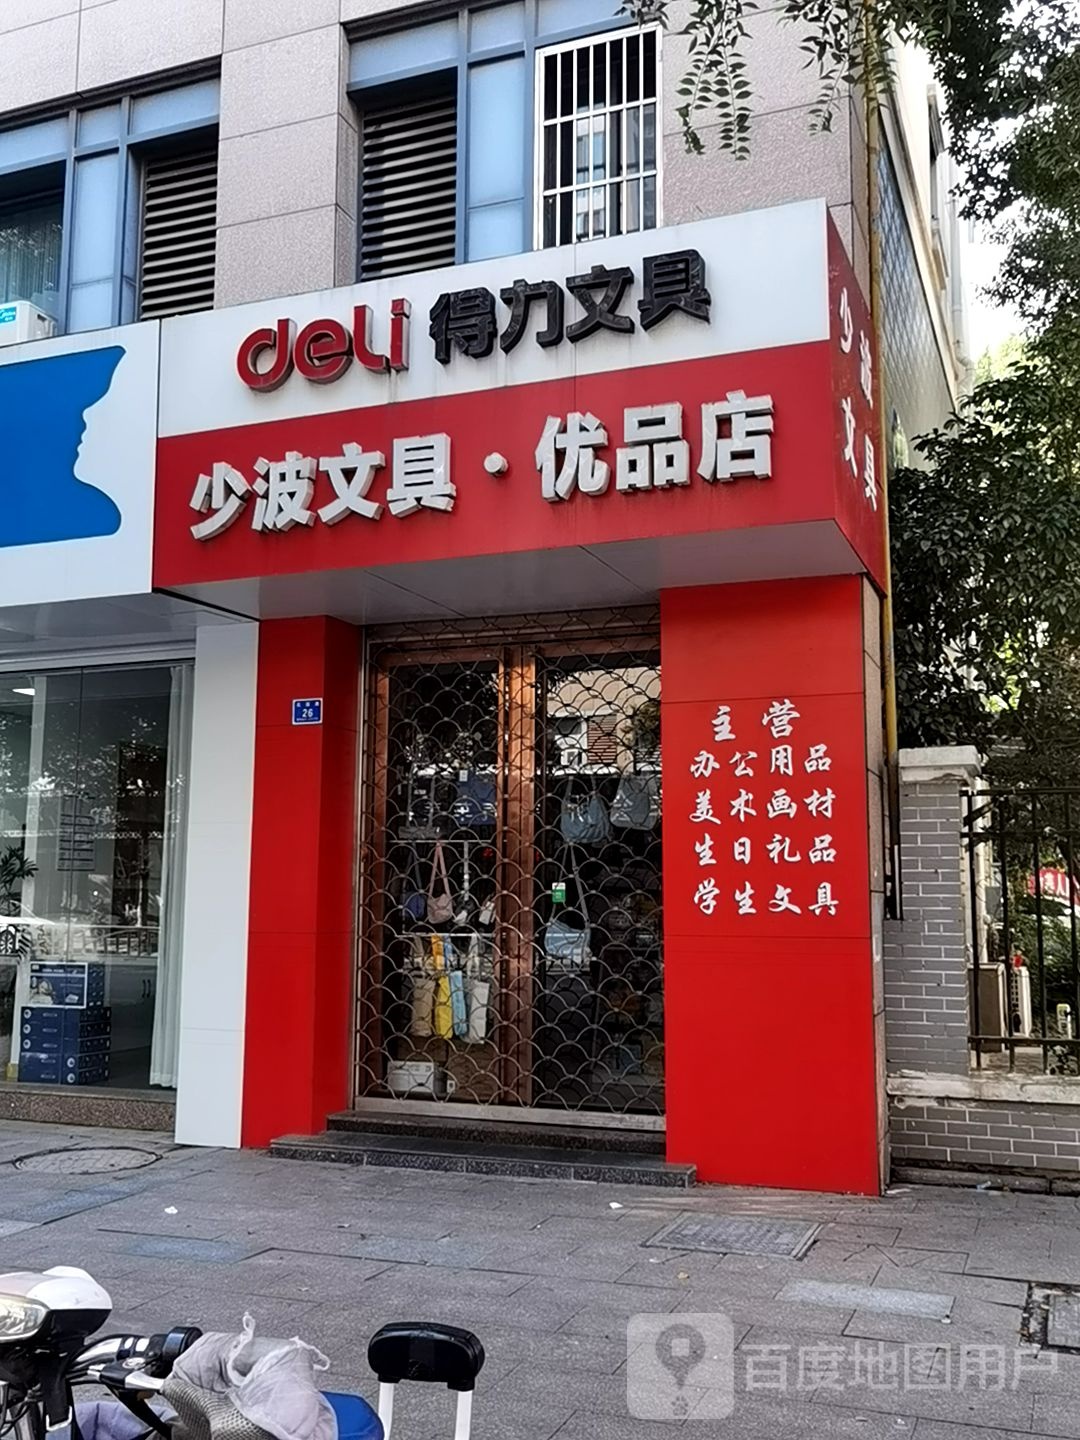 deli 得力文具
少波文具·优品店
少波文具
26
主营
办公用品
美术画材
生日礼品
学生文具
百度地图用户